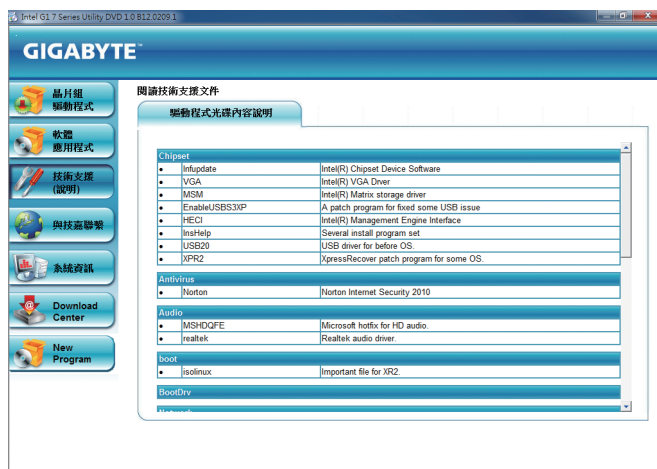 Intel G1 7 Series Utility DVD 1.0 B12.0209.1
GIGABYTE™
晶片組
驅動程式
軟體
應用程式
技術支援
(說明)
與技嘉聯繫
系統資訊
Download
Center
New
Program
閱讀技術支援文件
驅動程式光碟內容說明
Chipset
• Infupdate Intel(R) Chipset Device Software
• VGA Intel(R) VGA Drver
• MSM Intel(R) Matrix storage driver
• EnableUSBS3XP A patch program for fixed some USB issue
• HECI Intel(R) Management Engine Interface
• InsHelp Several install program set
• USB20 USB driver for before OS.
• XPR2 XpressRecover patch program for some OS.
Antivirus
• Norton Norton Internet Security 2010
Audio
• MSHDQFE Microsoft hotfix for HD audio.
• realtek Realtek audio driver.
boot
• isolinux Important file for XR2.
BootDrv
Network